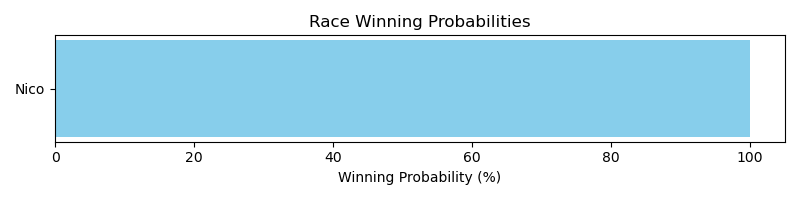 Race Winning Probabilities
Nico
0 20 40 60 80 100
Winning Probability (%)